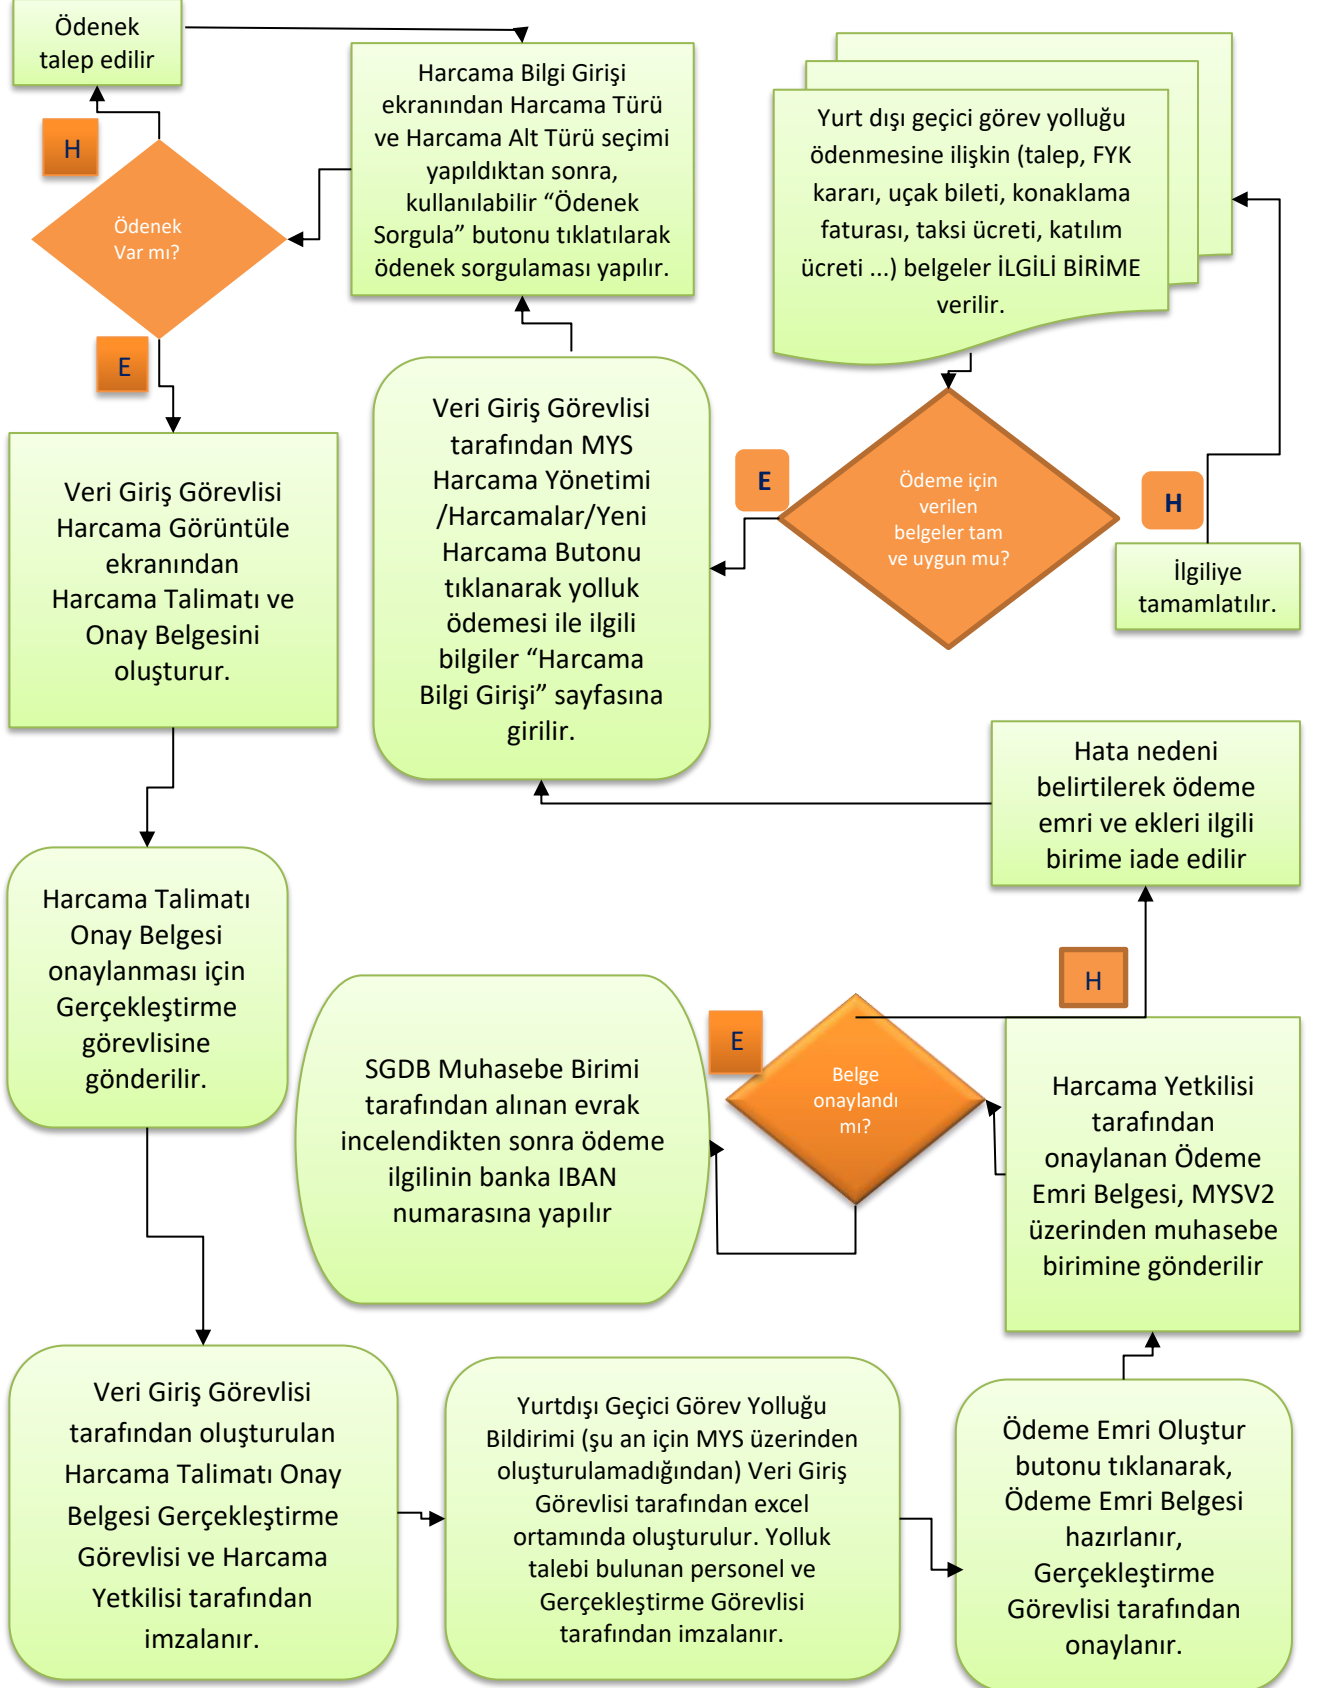 Ödenek
talep edilir
H
Ödenek
Var mı?
E
Harcama Bilgi Girişi
ekranından Harcama Türü
ve Harcama Alt Türü seçimi
yapıldıktan sonra,
kullanılabilir “Ödenek
Sorgula” butonu tıklatılarak
ödenek sorgulaması yapılır.
Yurt dışı geçici görev yolluğu
ödenmesine ilişkin (talep, FYK
kararı, uçak bileti, konaklama
faturası, taksi ücreti, katılım
ücreti ...) belgeler İLGİLİ BİRİME
verilir.
Veri Giriş Görevlisi
tarafından MYS
Harcama Yönetimi
/Harcamalar/Yeni
Harcama Butonu
tıklanarak yolluk
ödemesi ile ilgili
bilgiler “Harcama
Bilgi Girişi” sayfasına
girilir.
E
Ödeme için
verilen
belgeler tam
ve uygun mu?
H
İlgiliye
tamamlatılır.
Veri Giriş Görevlisi
Harcama Görüntüle
ekranından
Harcama Talimatı ve
Onay Belgesini
oluşturur.
Hata nedeni
belirtilerek ödeme
emri ve ekleri ilgili
birime iade edilir
Harcama Talimatı
Onay Belgesi
onaylanması için
Gerçekleştirme
görevlisine
gönderilir.
SGDB Muhasebe Birimi
tarafından alınan evrak
incelendikten sonra ödeme
ilgilinin banka IBAN
numarasına yapılır
E
Belge
onaylandı
mı?
H
Harcama Yetkilisi
tarafından
onaylanan Ödeme
Emri Belgesi, MYSV2
üzerinden muhasebe
birimine gönderilir
Veri Giriş Görevlisi
tarafından oluşturulan
Harcama Talimatı Onay
Belgesi Gerçekleştirme
Görevlisi ve Harcama
Yetkilisi tarafından
imzalanır.
Yurtdışı Geçici Görev Yolluğu
Bildirimi (şu an için MYS üzerinden
oluşturulamadığından) Veri Giriş
Görevlisi tarafından excel
ortamında oluşturulur. Yolluk
talebi bulunan personel ve
Gerçekleştirme Görevlisi
tarafından imzalanır.
Ödeme Emri Oluştur
butonu tıklanarak,
Ödeme Emri Belgesi
hazırlanır,
Gerçekleştirme
Görevlisi tarafından
onaylanır.